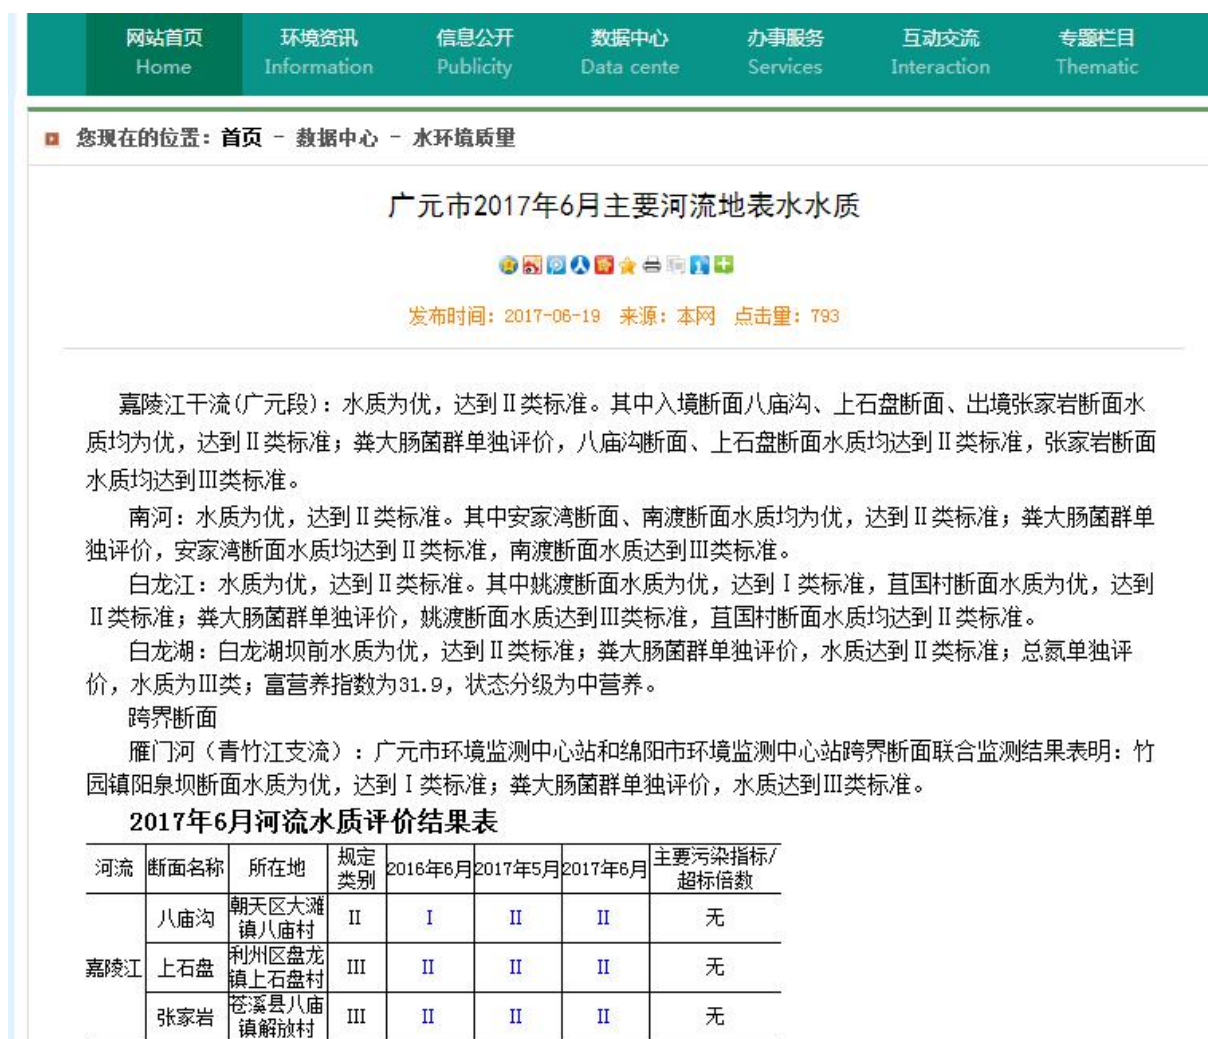 网站首页 环境资讯 信息公开 数据中心 办事服务 互动交流 专题栏目
Home Information Publicity Data cente Services Interaction Thematic
您现在的位置：首页 - 数据中心 - 水环境质量
广元市2017年6月主要河流地表水水质
发布时间：2017-06-19 来源：本网 点击量：793
嘉陵江干流(广元段)：水质为优，达到Ⅱ类标准。其中入境断面八庙沟、上石盘断面、出境张家岩断面水
质均为优，达到Ⅱ类标准；粪大肠菌群单独评价，八庙沟断面、上石盘断面水质均达到Ⅱ类标准，张家岩断面
水质均达到Ⅲ类标准。
南河：水质为优，达到Ⅱ类标准。其中安家湾断面、南渡断面水质均为优，达到Ⅱ类标准；粪大肠菌群单
独评价，安家湾断面水质均达到Ⅱ类标准，南渡断面水质达到Ⅲ类标准。
白龙江：水质为优，达到Ⅱ类标准。其中姚渡断面水质为优，达到Ⅰ类标准，苴国村断面水质为优，达到
Ⅱ类标准；粪大肠菌群单独评价，姚渡断面水质达到Ⅲ类标准，苴国村断面水质均达到Ⅱ类标准。
白龙湖：白龙湖坝前水质为优，达到Ⅱ类标准；粪大肠菌群单独评价，水质达到Ⅱ类标准；总氮单独评
价，水质为Ⅲ类；富营养指数为31.9，状态分级为中营养。
跨界断面
雁门河（青竹江支流）：广元市环境监测中心站和绵阳市环境监测中心站跨界断面联合监测结果表明：竹
园镇阳泉坝断面水质为优，达到Ⅰ类标准；粪大肠菌群单独评价，水质达到Ⅲ类标准。
2017年6月河流水质评价结果表
河流 断面名称 所在地 规定类别 2016年6月 2017年5月 2017年6月 主要污染指标/超标倍数
嘉陵江 八庙沟 朝天区大滩镇八庙村 II I II II 无
上石盘 利州区盘龙镇上石盘村 III II II II 无
张家岩 苍溪县八庙镇解放村 III II II II 无